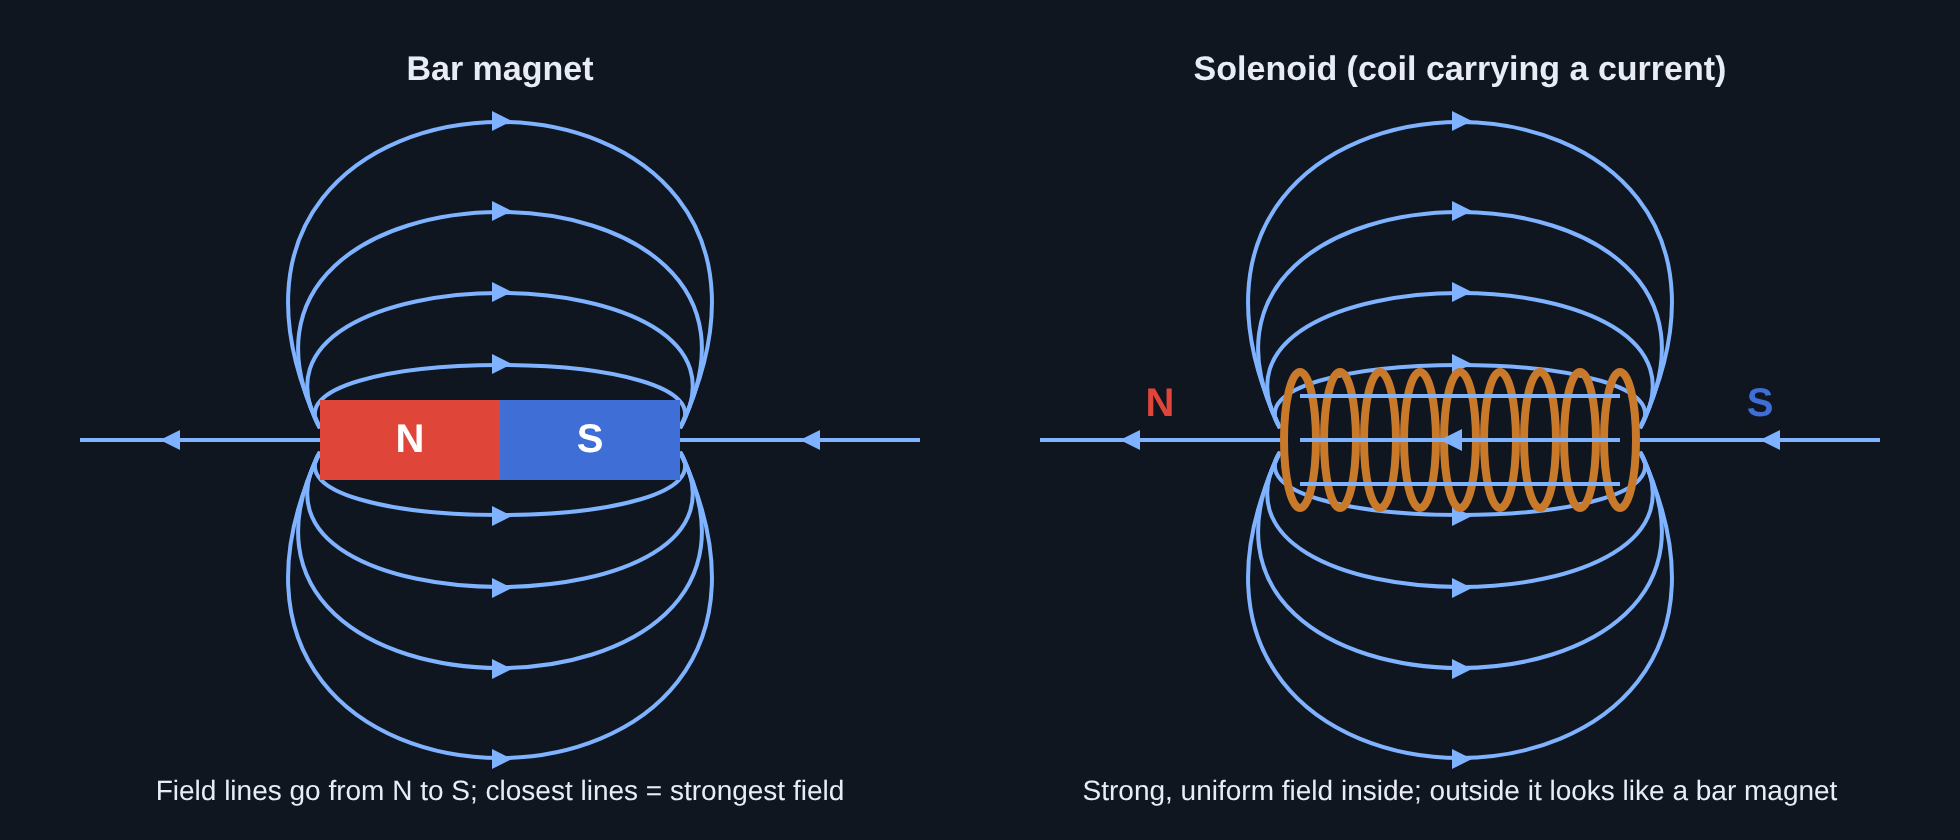 Bar magnet
Solenoid (coil carrying a current)
N S
N S
Field lines go from N to S; closest lines = strongest field
Strong, uniform field inside; outside it looks like a bar magnet